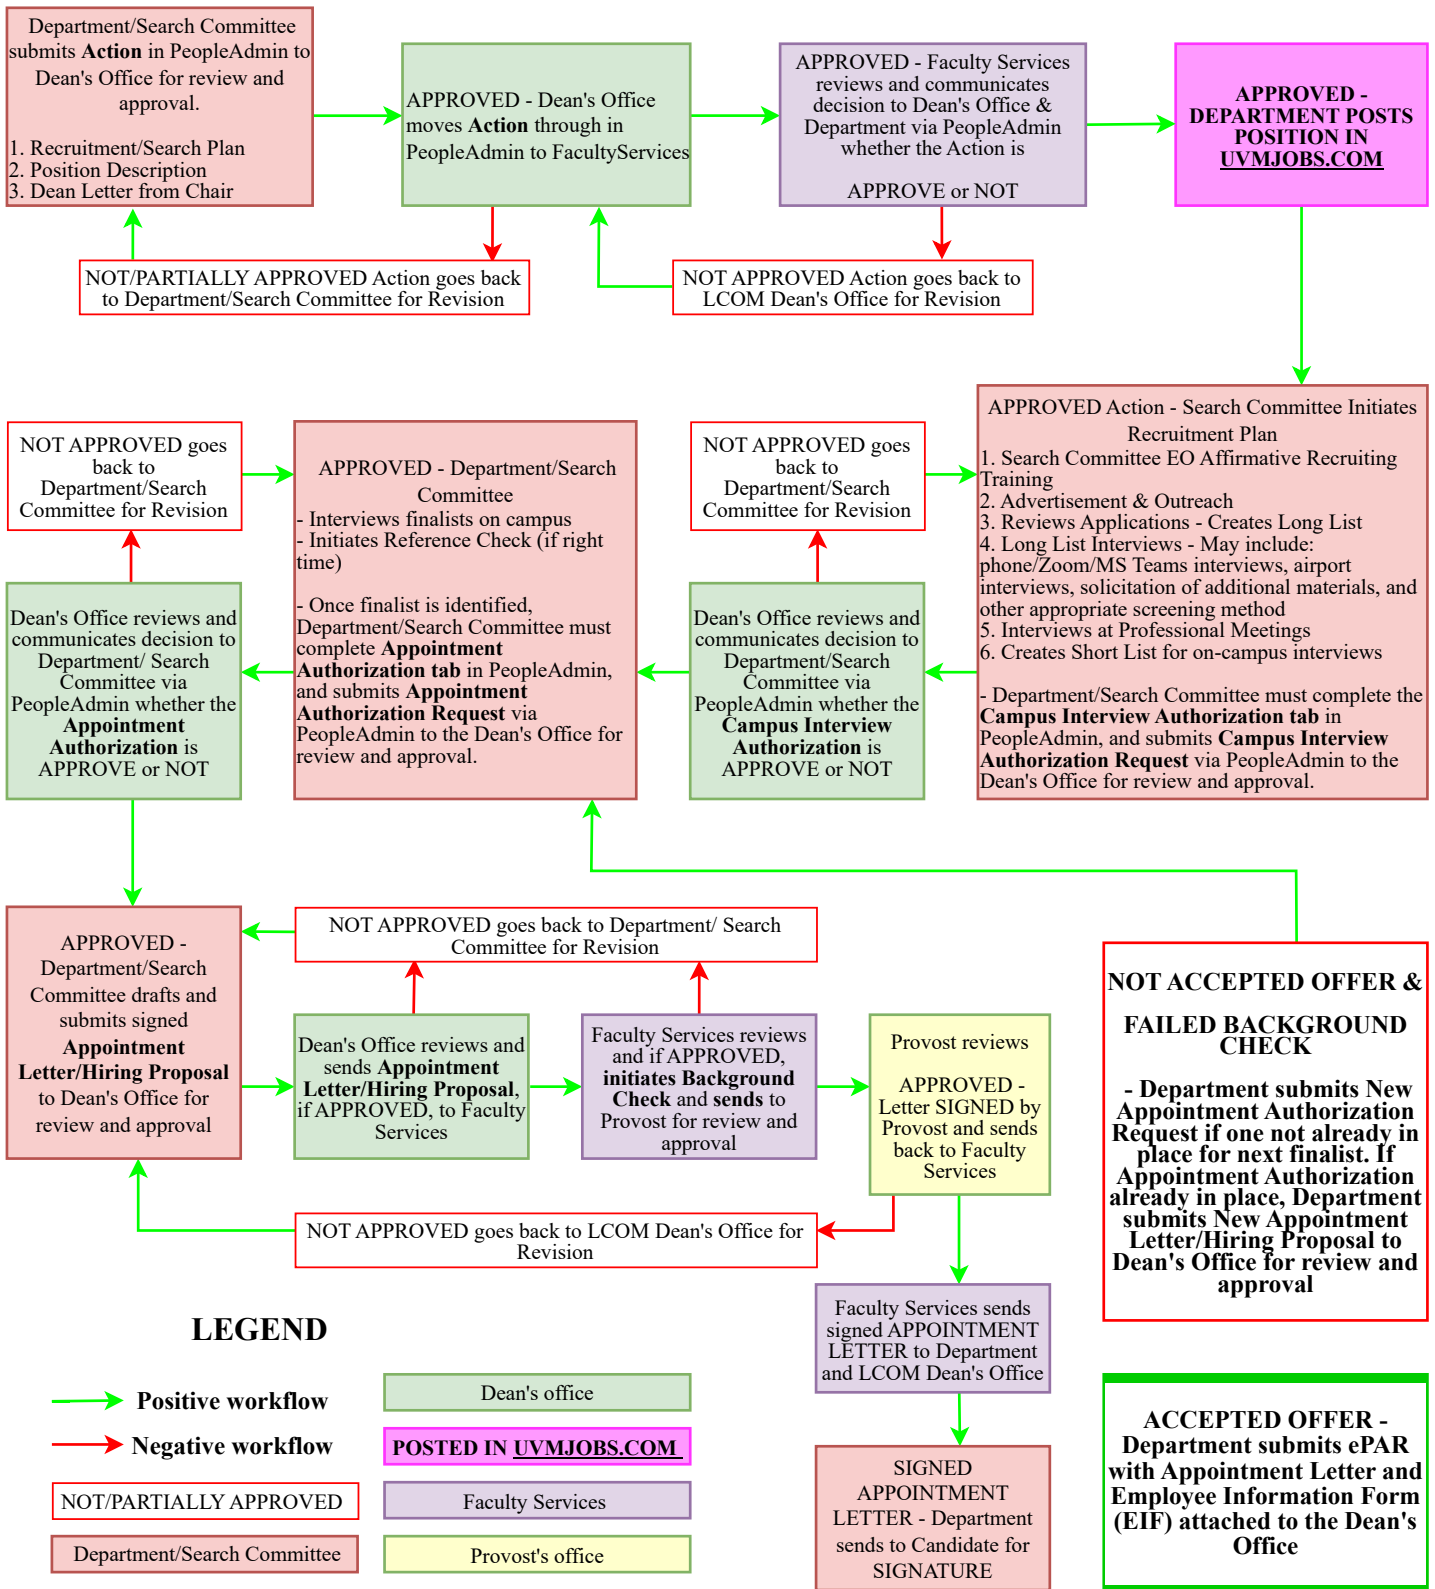 Department/Search Committee
submits Action in PeopleAdmin to
Dean's Office for review and
approval.
1. Recruitment/Search Plan
2. Position Description
3. Dean Letter from Chair
APPROVED - Dean's Office
moves Action through in
PeopleAdmin to FacultyServices
APPROVED - Faculty Services
reviews and communicates
decision to Dean's Office &
Department via PeopleAdmin
whether the Action is
APPROVE or NOT
APPROVED -
DEPARTMENT POSTS
POSITION IN
UVMJOBS.COM
NOT/PARTIALLY APPROVED Action goes back
to Department/Search Committee for Revision
NOT APPROVED Action goes back to
LCOM Dean's Office for Revision
APPROVED Action - Search Committee Initiates
Recruitment Plan
1. Search Committee EO Affirmative Recruiting
Training
2. Advertisement & Outreach
3. Reviews Applications - Creates Long List
4. Long List Interviews - May include:
phone/Zoom/MS Teams interviews, airport
interviews, solicitation of additional materials, and
other appropriate screening method
5. Interviews at Professional Meetings
6. Creates Short List for on-campus interviews
- Department/Search Committee must complete the
Campus Interview Authorization tab in
PeopleAdmin, and submits Campus Interview
Authorization Request via PeopleAdmin to the
Dean's Office for review and approval.
NOT APPROVED goes
back to
Department/Search
Committee for Revision
Dean's Office reviews and
communicates decision to
Department/Search
Committee via
PeopleAdmin whether the
Campus Interview
Authorization is
APPROVE or NOT
APPROVED - Department/Search
Committee
- Interviews finalists on campus
- Initiates Reference Check (if right
time)
- Once finalist is identified,
Department/Search Committee must
complete Appointment
Authorization tab in PeopleAdmin,
and submits Appointment
Authorization Request via
PeopleAdmin to the Dean's Office for
review and approval.
NOT APPROVED goes
back to
Department/Search
Committee for Revision
Dean's Office reviews and
communicates decision to
Department/ Search
Committee via
PeopleAdmin whether the
Appointment
Authorization is
APPROVE or NOT
APPROVED -
Department/Search
Committee drafts and
submits signed
Appointment
Letter/Hiring Proposal
to Dean's Office for
review and approval
NOT APPROVED goes back to Department/ Search
Committee for Revision
Dean's Office reviews and
sends Appointment
Letter/Hiring Proposal,
if APPROVED, to Faculty
Services
Faculty Services reviews
and if APPROVED,
initiates Background
Check and sends to
Provost for review and
approval
Provost reviews
APPROVED -
Letter SIGNED by
Provost and sends
back to Faculty
Services
NOT APPROVED goes back to LCOM Dean's Office for
Revision
Faculty Services sends
signed APPOINTMENT
LETTER to Department
and LCOM Dean's Office
SIGNED
APPOINTMENT
LETTER - Department
sends to Candidate for
SIGNATURE
NOT ACCEPTED OFFER &
FAILED BACKGROUND
CHECK
- Department submits New
Appointment Authorization
Request if one not already in
place for next finalist. If
Appointment Authorization
already in place, Department
submits New Appointment
Letter/Hiring Proposal to
Dean's Office for review and
approval
ACCEPTED OFFER -
Department submits ePAR
with Appointment Letter and
Employee Information Form
(EIF) attached to the Dean's
Office
LEGEND
Positive workflow
Negative workflow
NOT/PARTIALLY APPROVED
Department/Search Committee
Dean's office
POSTED IN UVMJOBS.COM
Faculty Services
Provost's office